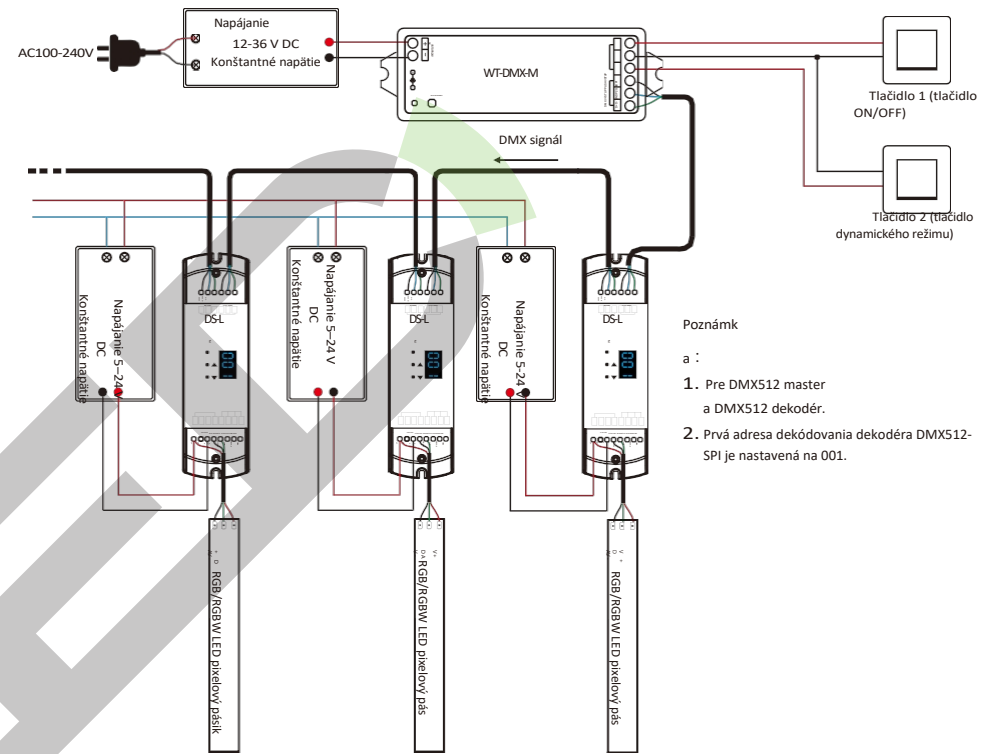 Napájanie
12-36 V DC
Konštantné napätie
AC100-240V
WT-DMX-M
Tlačidlo 1 (tlačidlo
ON/OFF)
DMX signál
Tlačidlo 2 (tlačidlo
dynamického režimu)
Napájanie 5–24 V
DC
Konštantné napätie
DS-L
001
Napájanie 5–24 V
DC
Konštantné napätie
DS-L
001
Napájanie 5-24 V
DC
Konštantné napätie
DS-L
001
Poznámk
a :
1. Pre DMX512 master
a DMX512 dekodér.
2. Prvá adresa dekódovania dekodéra DMX512-
SPI je nastavená na 001.
RGB/RGBW LED pixelový pásik
RGB/RGBW LED pixelový pás
RGB/RGBW LED pixelový pás